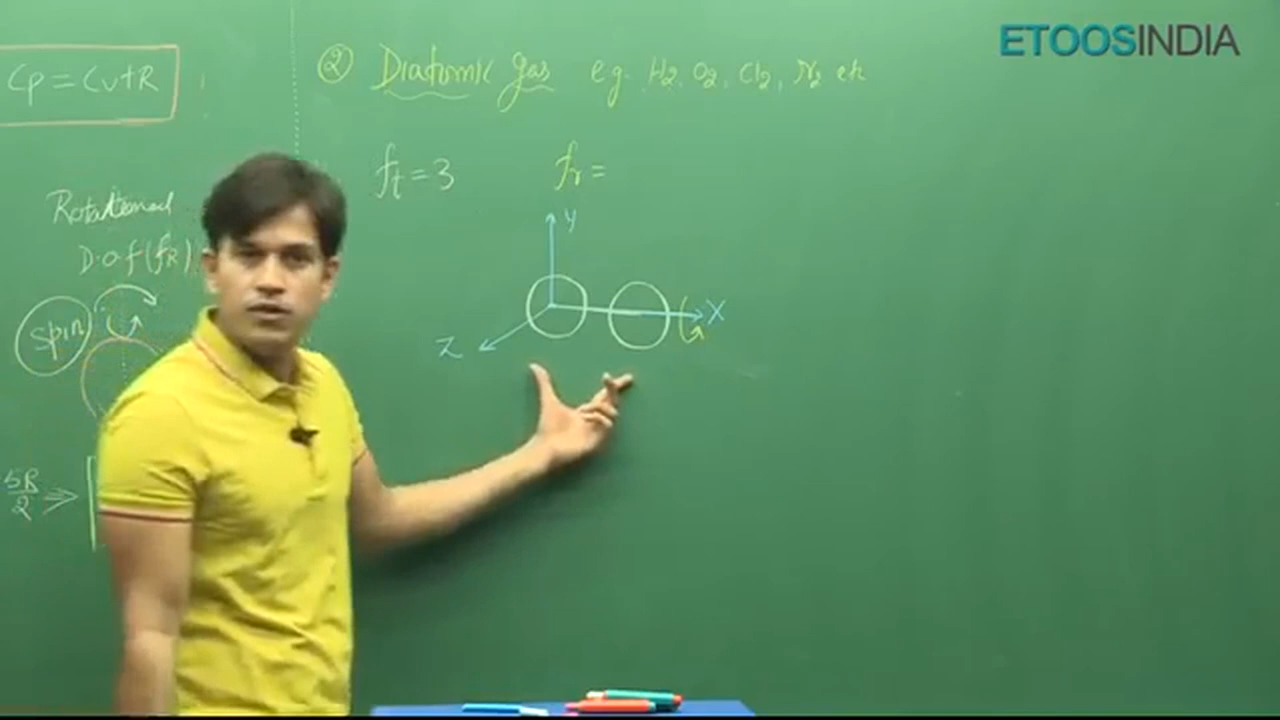 ETOOSINDIA
Cp = Cv+R
② Diatomic gas e.g. H2, O2, Cl2, N2 etc
ft = 3 fr =
Rotational
D.o.f (fR)
Spin
Y
X
Z
5R/2 ⇒